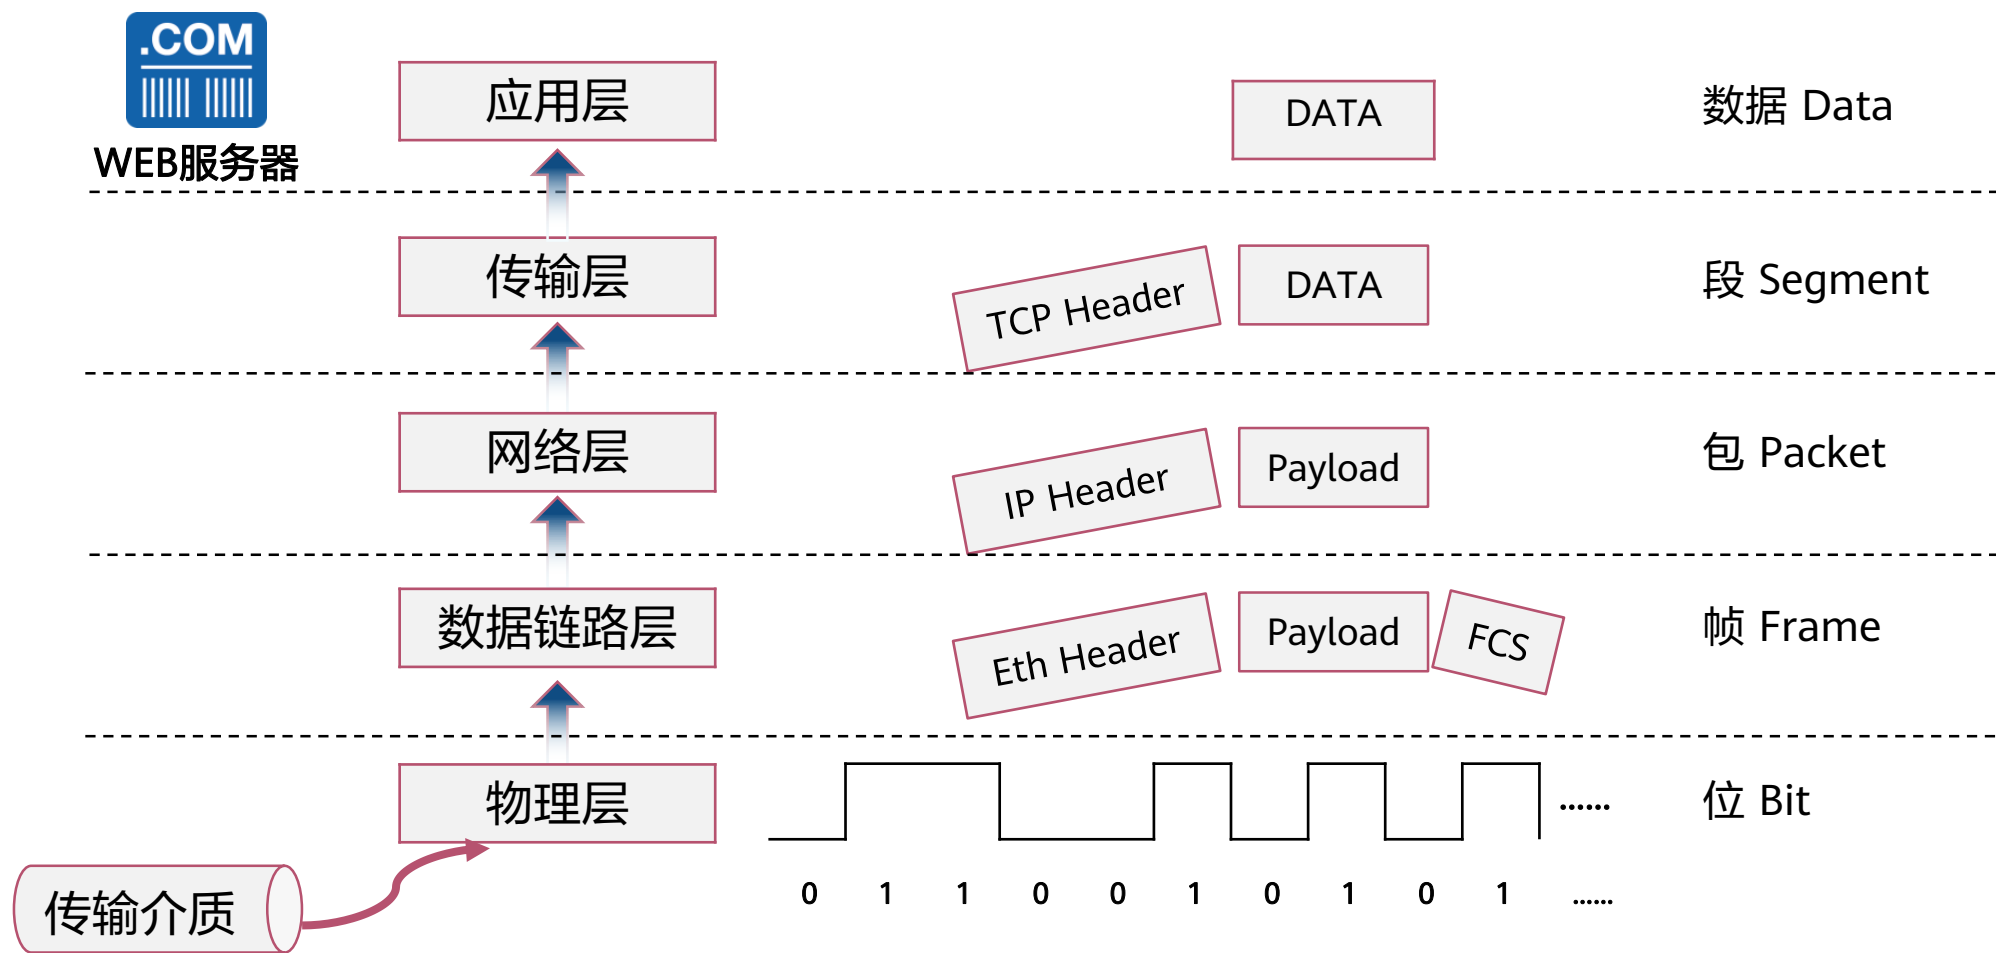 .COM
WEB服务器
应用层
DATA
数据 Data
传输层
TCP Header
DATA
段 Segment
网络层
IP Header
Payload
包 Packet
数据链路层
Eth Header
Payload
FCS
帧 Frame
物理层
......
位 Bit
0 1 1 0 0 1 0 1 0 1 ......
传输介质